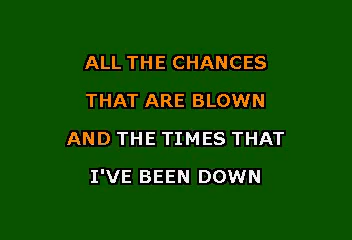 ALL THE CHANCES
THAT ARE BLOWN
AND THE TIMES THAT
I'VE BEEN DOWN